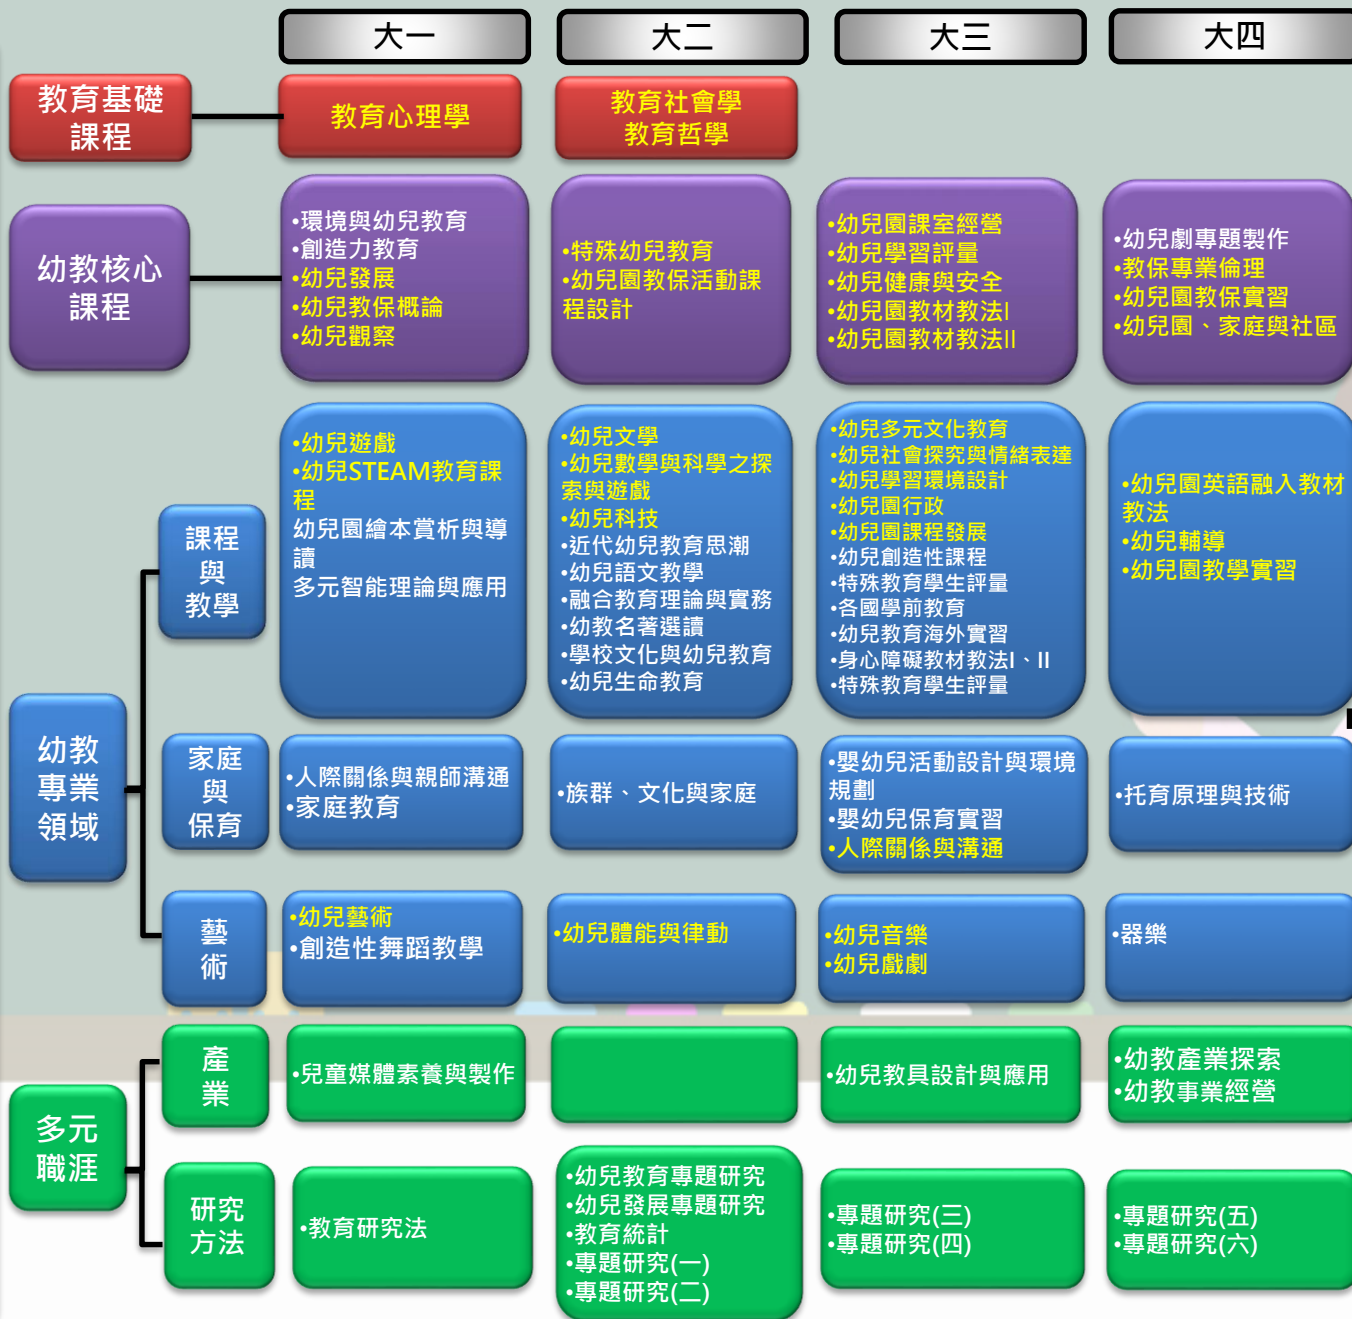 大一
大二
大三
大四
教育基礎
課程
教育心理學
教育社會學
教育哲學
幼教核心
課程
•環境與幼兒教育
•創造力教育
•幼兒發展
•幼兒教保概論
•幼兒觀察
•特殊幼兒教育
•幼兒園教保活動課
程設計
•幼兒園課室經營
•幼兒學習評量
•幼兒健康與安全
•幼兒園教材教法I
•幼兒園教材教法II
•幼兒劇專題製作
•教保專業倫理
•幼兒園教保實習
•幼兒園、家庭與社區
幼教
專業
領域
課程
與
教學
•幼兒遊戲
•幼兒STEAM教育課
程
幼兒園繪本賞析與導
讀
多元智能理論與應用
•幼兒文學
•幼兒數學與科學之探
索與遊戲
•幼兒科技
•近代幼兒教育思潮
•幼兒語文教學
•融合教育理論與實務
•幼教名著選讀
•學校文化與幼兒教育
•幼兒生命教育
•幼兒多元文化教育
•幼兒社會探究與情緒表達
•幼兒學習環境設計
•幼兒園行政
•幼兒園課程發展
•幼兒創造性課程
•特殊教育學生評量
•各國學前教育
•幼兒教育海外實習
•身心障礙教材教法I、II
•特殊教育學生評量
•幼兒園英語融入教材
教法
•幼兒輔導
•幼兒園教學實習
家庭
與
保育
•人際關係與親師溝通
•家庭教育
•族群、文化與家庭
•嬰幼兒活動設計與環境
規劃
•嬰幼兒保育實習
•人際關係與溝通
•托育原理與技術
藝
術
•幼兒藝術
•創造性舞蹈教學
•幼兒體能與律動
•幼兒音樂
•幼兒戲劇
•器樂
多元
職涯
產
業
•兒童媒體素養與製作
•幼兒教具設計與應用
•幼教產業探索
•幼教事業經營
研究
方法
•教育研究法
•幼兒教育專題研究
•幼兒發展專題研究
•教育統計
•專題研究(一)
•專題研究(二)
•專題研究(三)
•專題研究(四)
•專題研究(五)
•專題研究(六)